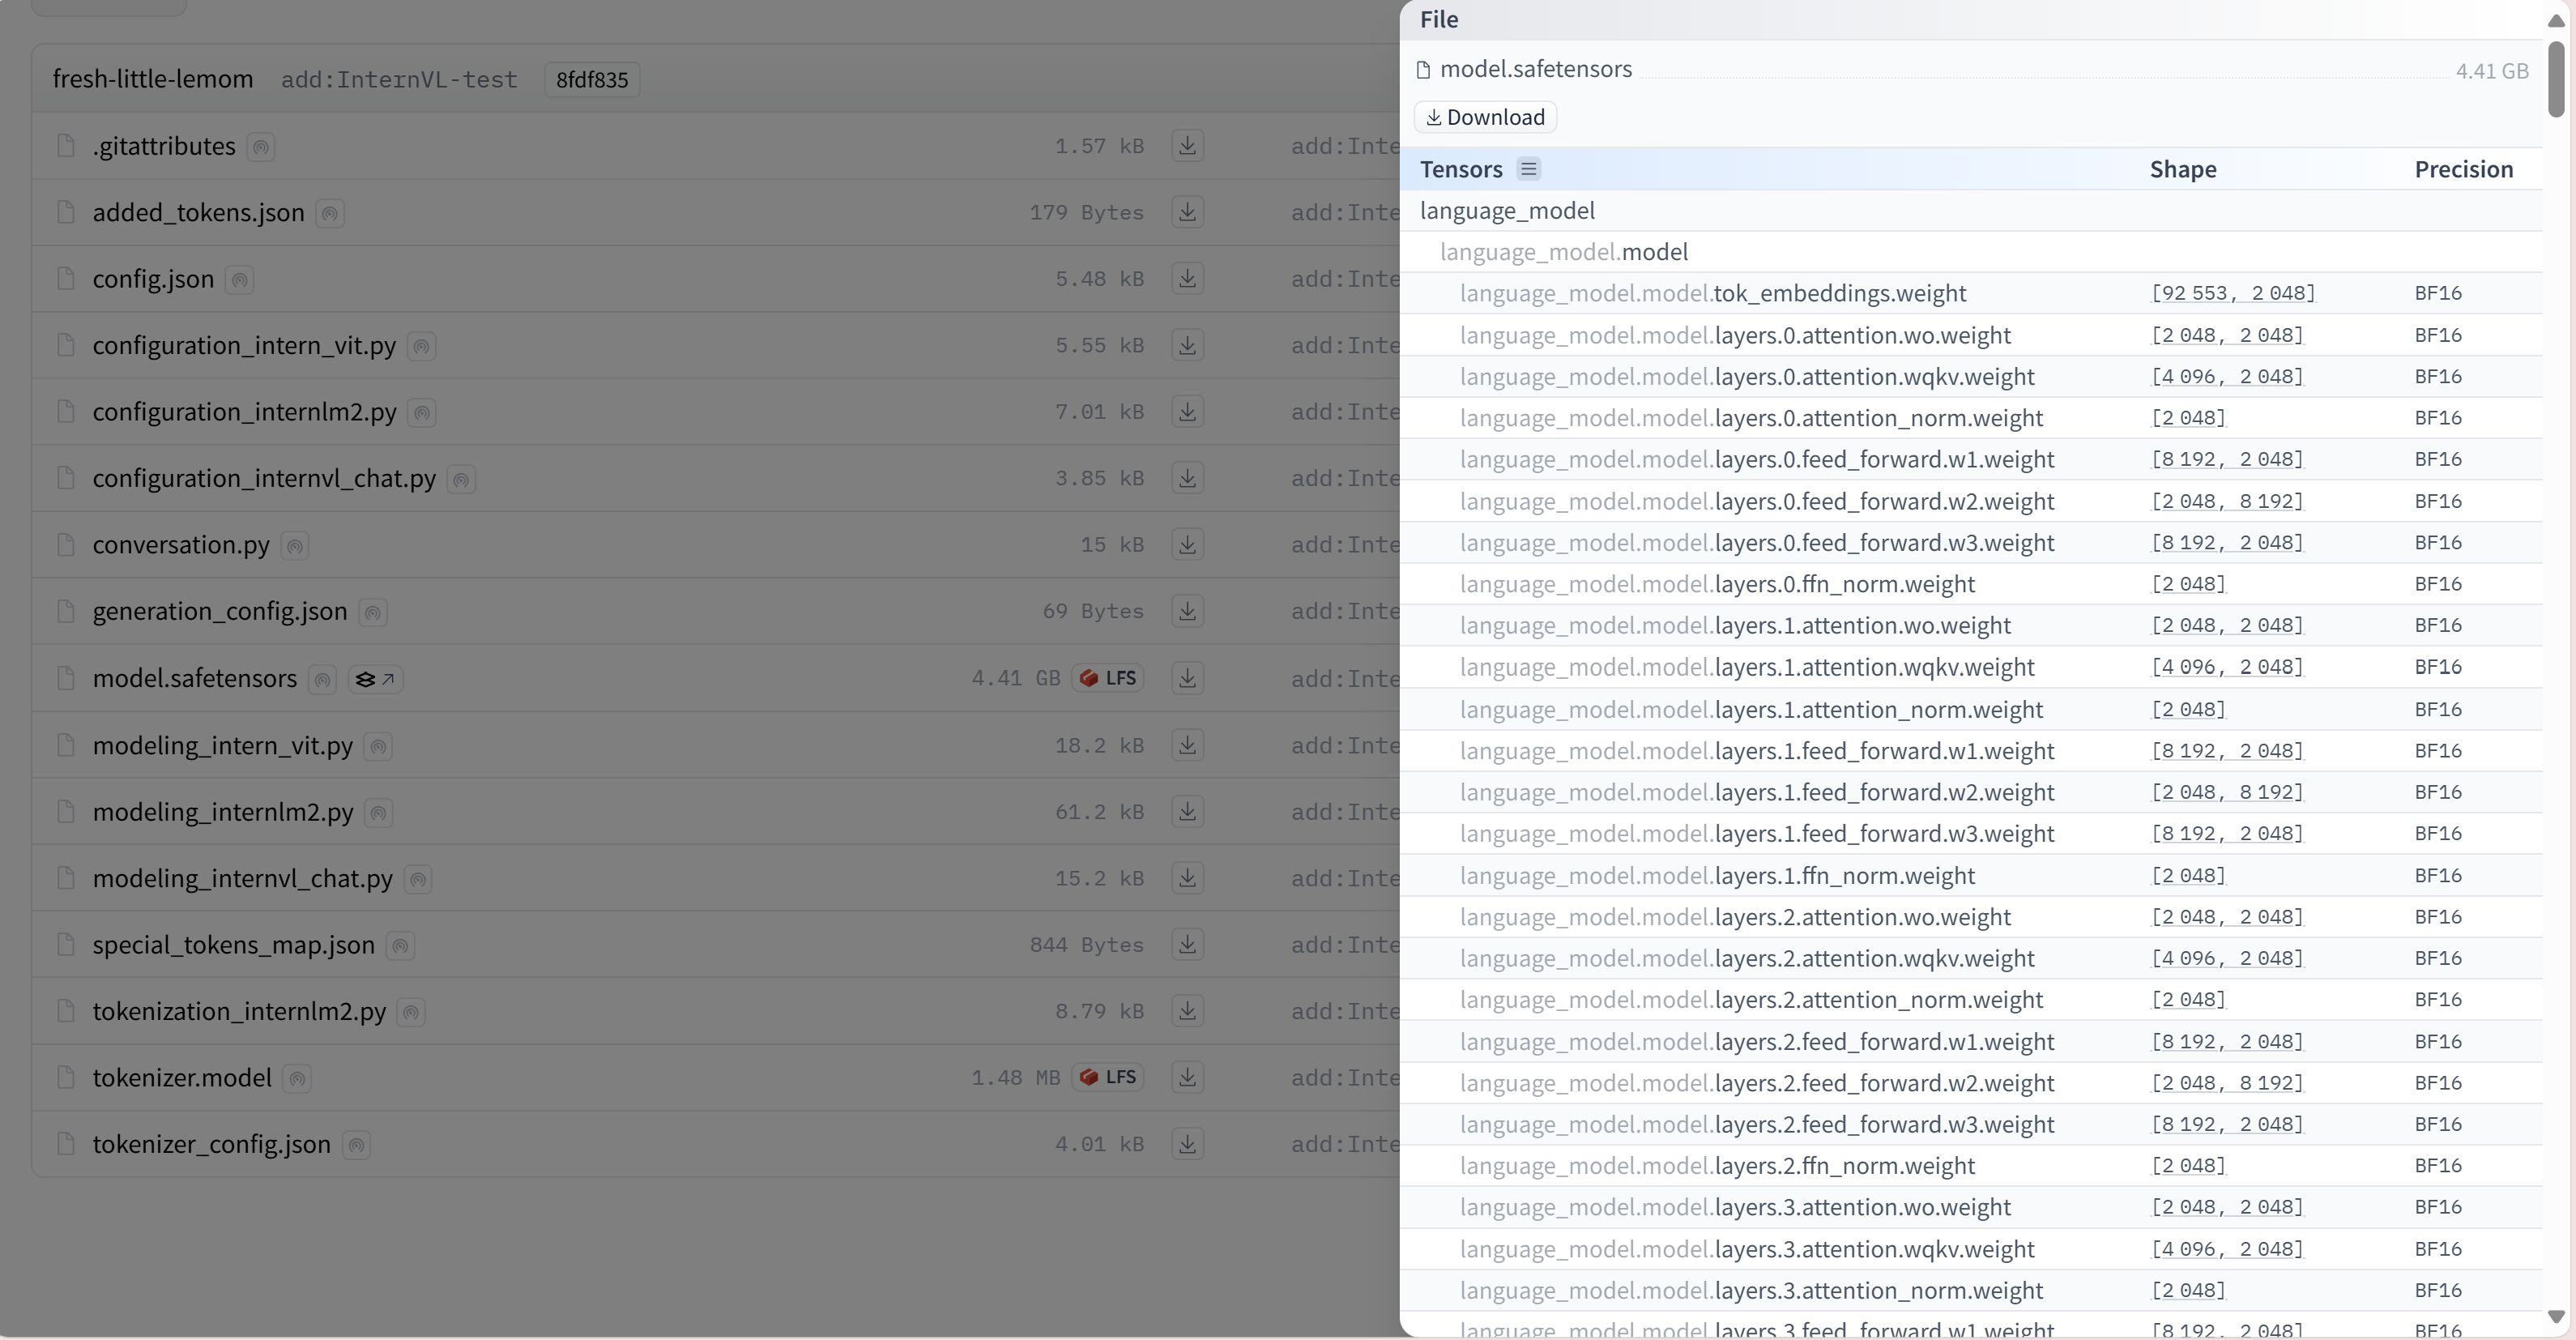 fresh-little-lemom add:InternVL-test 8fdf835
.gitattributes 1.57 kB add:Inte
added_tokens.json 179 Bytes add:Inte
config.json 5.48 kB add:Inte
configuration_intern_vit.py 5.55 kB add:Inte
configuration_internlm2.py 7.01 kB add:Inte
configuration_internvl_chat.py 3.85 kB add:Inte
conversation.py 15 kB add:Inte
generation_config.json 69 Bytes add:Inte
model.safetensors 4.41 GB LFS add:Inte
modeling_intern_vit.py 18.2 kB add:Inte
modeling_internlm2.py 61.2 kB add:Inte
modeling_internvl_chat.py 15.2 kB add:Inte
special_tokens_map.json 844 Bytes add:Inte
tokenization_internlm2.py 8.79 kB add:Inte
tokenizer.model 1.48 MB LFS add:Inte
tokenizer_config.json 4.01 kB add:Inte
File
model.safetensors 4.41 GB
Download
Tensors Shape Precision
language_model
language_model.model
language_model.model.tok_embeddings.weight [92 553, 2 048] BF16
language_model.model.layers.0.attention.wo.weight [2 048, 2 048] BF16
language_model.model.layers.0.attention.wqkv.weight [4 096, 2 048] BF16
language_model.model.layers.0.attention_norm.weight [2 048] BF16
language_model.model.layers.0.feed_forward.w1.weight [8 192, 2 048] BF16
language_model.model.layers.0.feed_forward.w2.weight [2 048, 8 192] BF16
language_model.model.layers.0.feed_forward.w3.weight [8 192, 2 048] BF16
language_model.model.layers.0.ffn_norm.weight [2 048] BF16
language_model.model.layers.1.attention.wo.weight [2 048, 2 048] BF16
language_model.model.layers.1.attention.wqkv.weight [4 096, 2 048] BF16
language_model.model.layers.1.attention_norm.weight [2 048] BF16
language_model.model.layers.1.feed_forward.w1.weight [8 192, 2 048] BF16
language_model.model.layers.1.feed_forward.w2.weight [2 048, 8 192] BF16
language_model.model.layers.1.feed_forward.w3.weight [8 192, 2 048] BF16
language_model.model.layers.1.ffn_norm.weight [2 048] BF16
language_model.model.layers.2.attention.wo.weight [2 048, 2 048] BF16
language_model.model.layers.2.attention.wqkv.weight [4 096, 2 048] BF16
language_model.model.layers.2.attention_norm.weight [2 048] BF16
language_model.model.layers.2.feed_forward.w1.weight [8 192, 2 048] BF16
language_model.model.layers.2.feed_forward.w2.weight [2 048, 8 192] BF16
language_model.model.layers.2.feed_forward.w3.weight [8 192, 2 048] BF16
language_model.model.layers.2.ffn_norm.weight [2 048] BF16
language_model.model.layers.3.attention.wo.weight [2 048, 2 048] BF16
language_model.model.layers.3.attention.wqkv.weight [4 096, 2 048] BF16
language_model.model.layers.3.attention_norm.weight [2 048] BF16
language_model.model.layers.3.feed_forward.w1.weight [8 192, 2 048] BF16